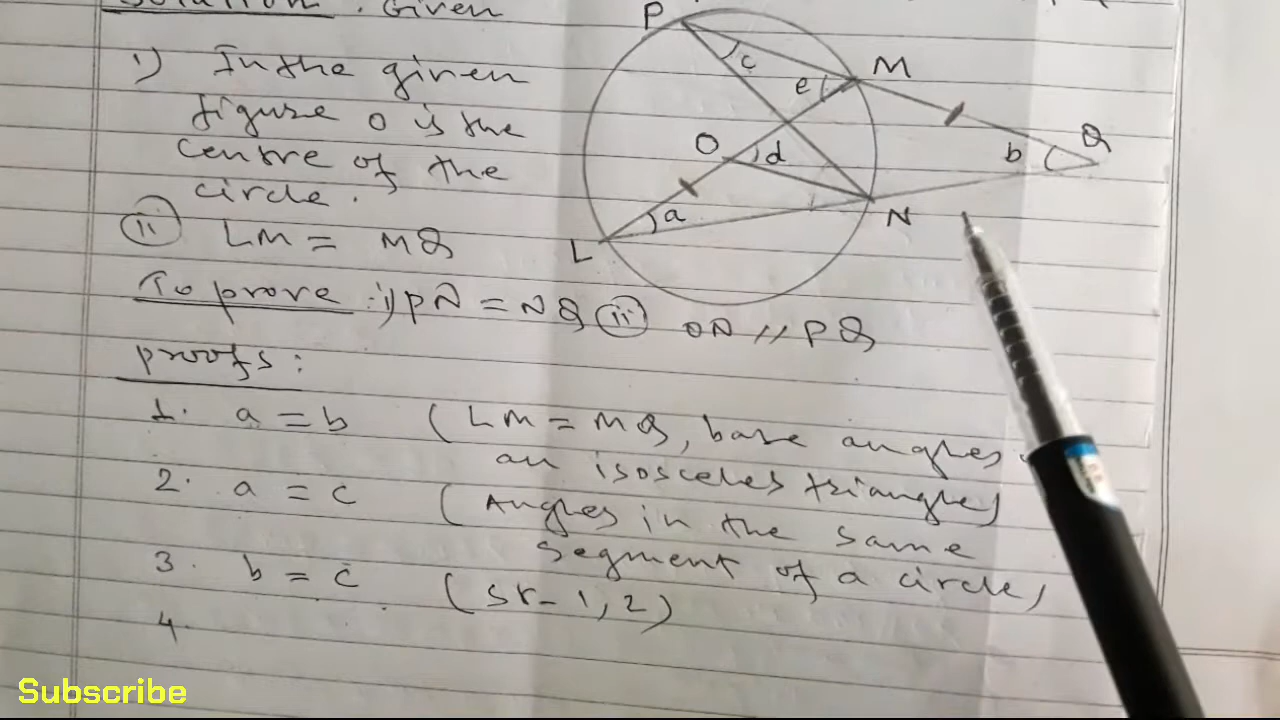 Solution. Given
i) In the given
figure O is the
centre of the
circle.
ii LM = MQ
To prove : i) PN = NQ ii ON // PQ
proofs:
1. a = b ( LM = MQ, base angles
an isosceles triangle)
2. a = c ( Angles in the same
segment of a circle)
3. b = c ( sr-1, 2)
4.
P
c
M
e
O
d
b
Q
a
N
L
Subscribe